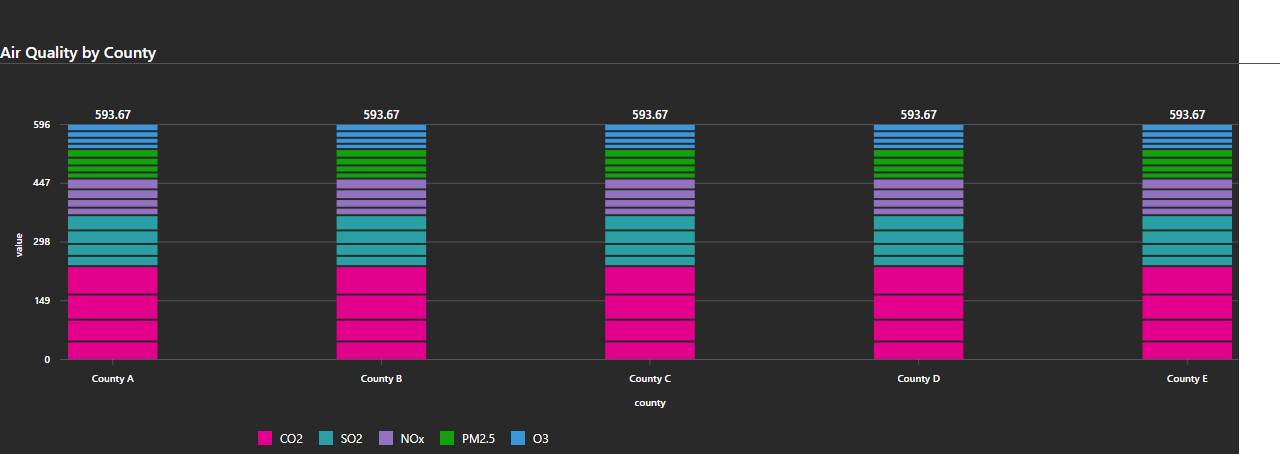 Air Quality by County
593.67 593.67 593.67 593.67 593.67
596
447
298
149
0
value
County A County B County C County D County E
county
CO2 SO2 NOx PM2.5 O3